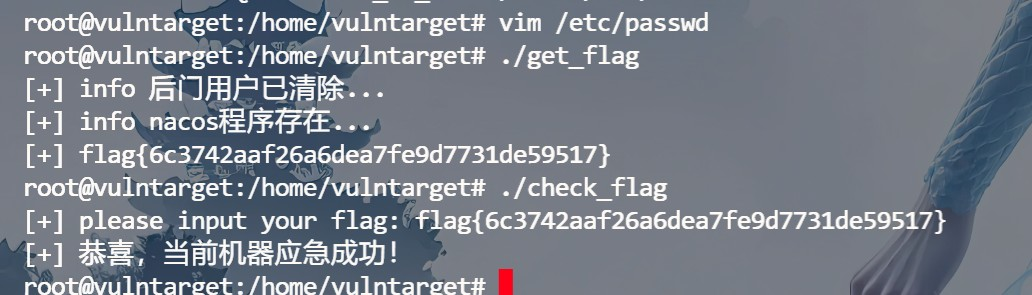 root@vulntarget:/home/vulntarget# vim /etc/passwd
root@vulntarget:/home/vulntarget# ./get_flag
[+] info 后门用户已清除...
[+] info nacos程序存在...
[+] flag{6c3742aaf26a6dea7fe9d7731de59517}
root@vulntarget:/home/vulntarget# ./check_flag
[+] please input your flag: flag{6c3742aaf26a6dea7fe9d7731de59517}
[+] 恭喜，当前机器应急成功!
root@vulntarget:/home/vulntarget#